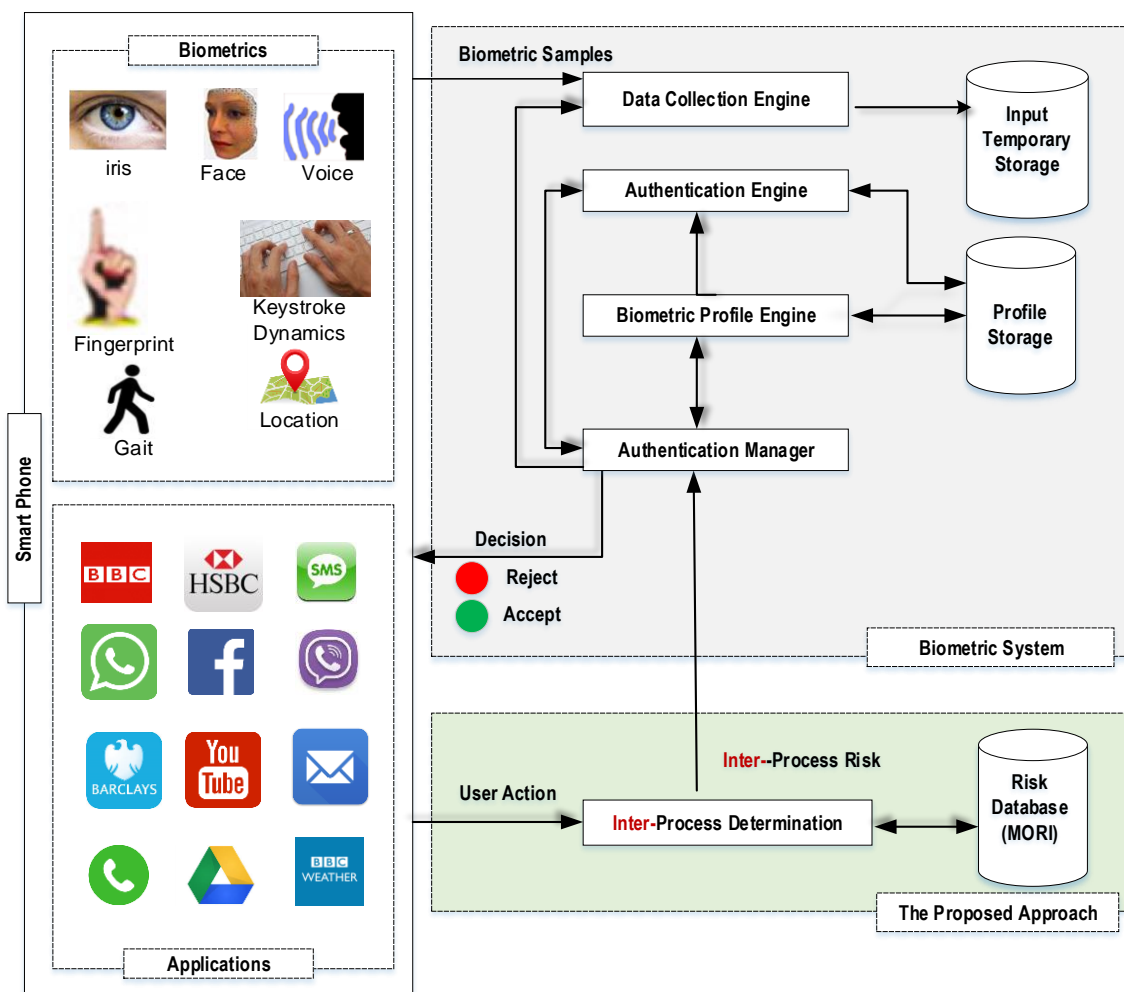 Smart Phone
Biometrics
iris
Face
Voice
Fingerprint
Keystroke
Dynamics
Gait
Location
BBC
HSBC
SMS
f
BARCLAYS
You
Tube
BBC
WEATHER
Applications
Biometric Samples
Data Collection Engine
Input
Temporary
Storage
Authentication Engine
Biometric Profile Engine
Profile
Storage
Authentication Manager
Decision
Reject
Accept
Biometric System
Inter--Process Risk
User Action
Inter-Process Determination
Risk
Database
(MORI)
The Proposed Approach